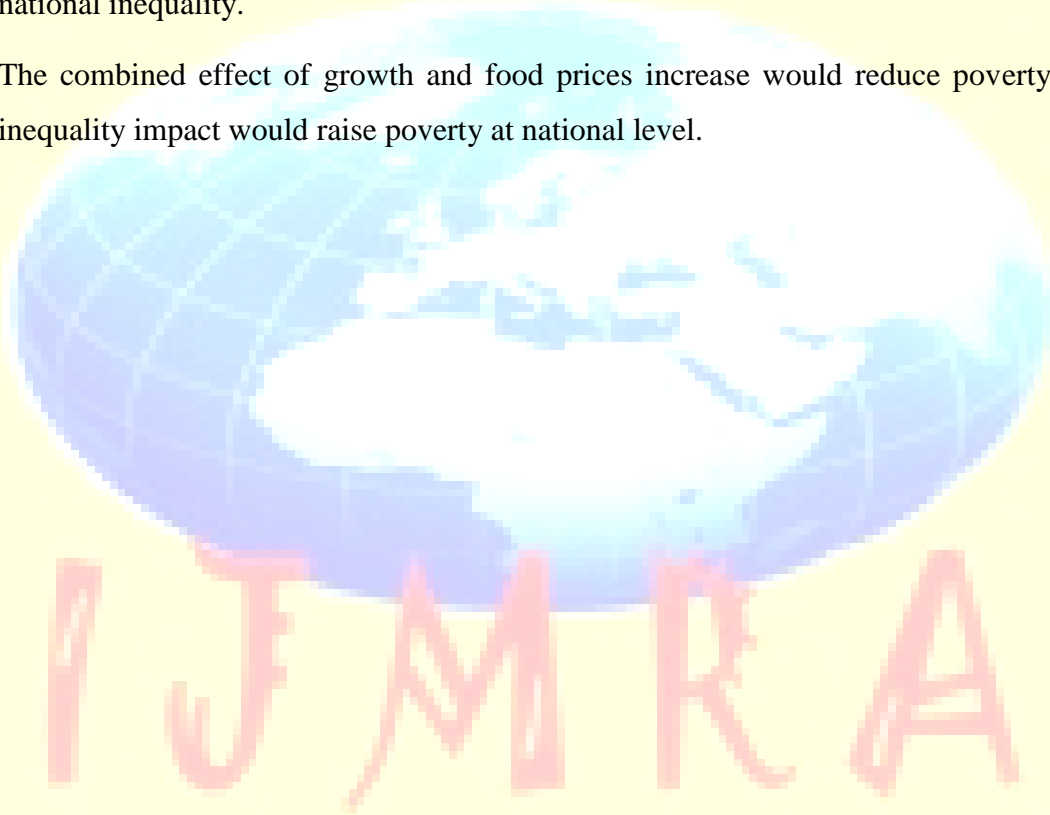 national inequality.
The combined effect of growth and food prices increase would reduce poverty
inequality impact would raise poverty at national level.
IJMRA